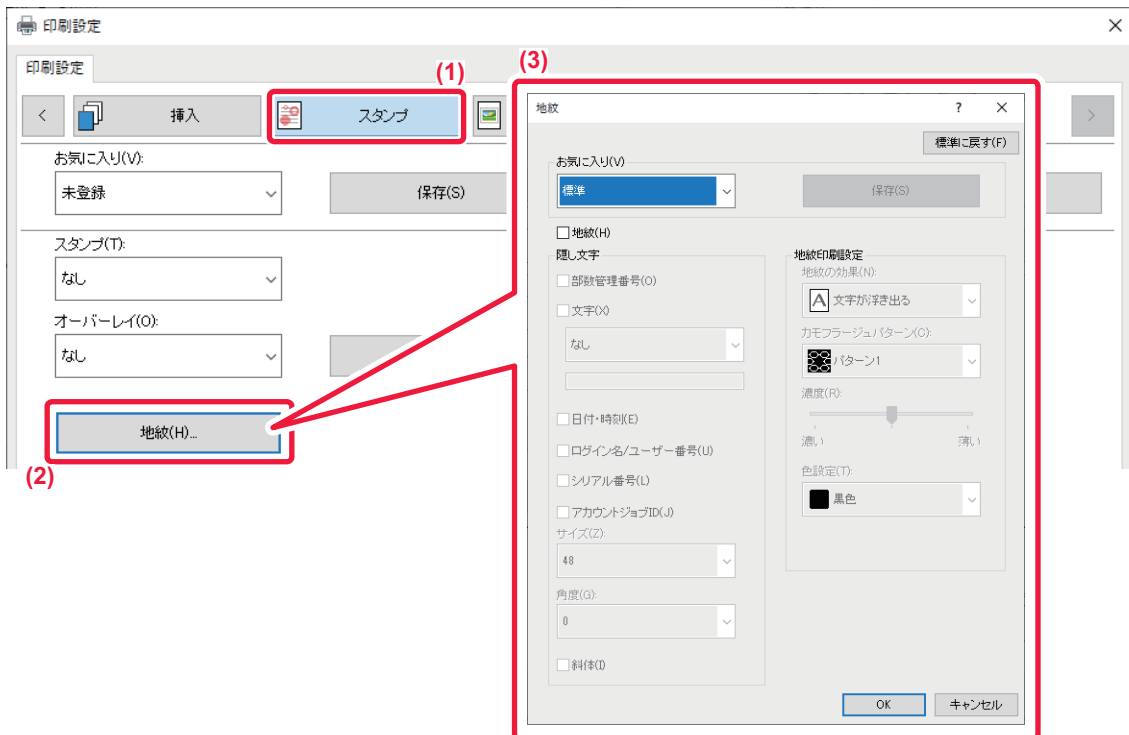 印刷設定
印刷設定
(1)
(3)
挿入
スタンプ
お気に入り(V):
未登録
保存(S)
スタンプ(T):
なし
オーバーレイ(O):
なし
地紋(H)...
(2)
地紋
標準に戻す(F)
お気に入り(V)
標準
保存(S)
地紋(H)
隠し文字
部数管理番号(O)
文字(X)
なし
日付・時刻(E)
ログイン名/ユーザー番号(U)
シリアル番号(L)
アカウントジョブID(J)
サイズ(Z):
48
角度(G):
0
斜体(I)
地紋印刷設定
地紋の効果(N):
A 文字が浮き出る
カモフラージュパターン(C):
パターン1
濃度(R):
濃い 薄い
色設定(T):
黒色
OK キャンセル